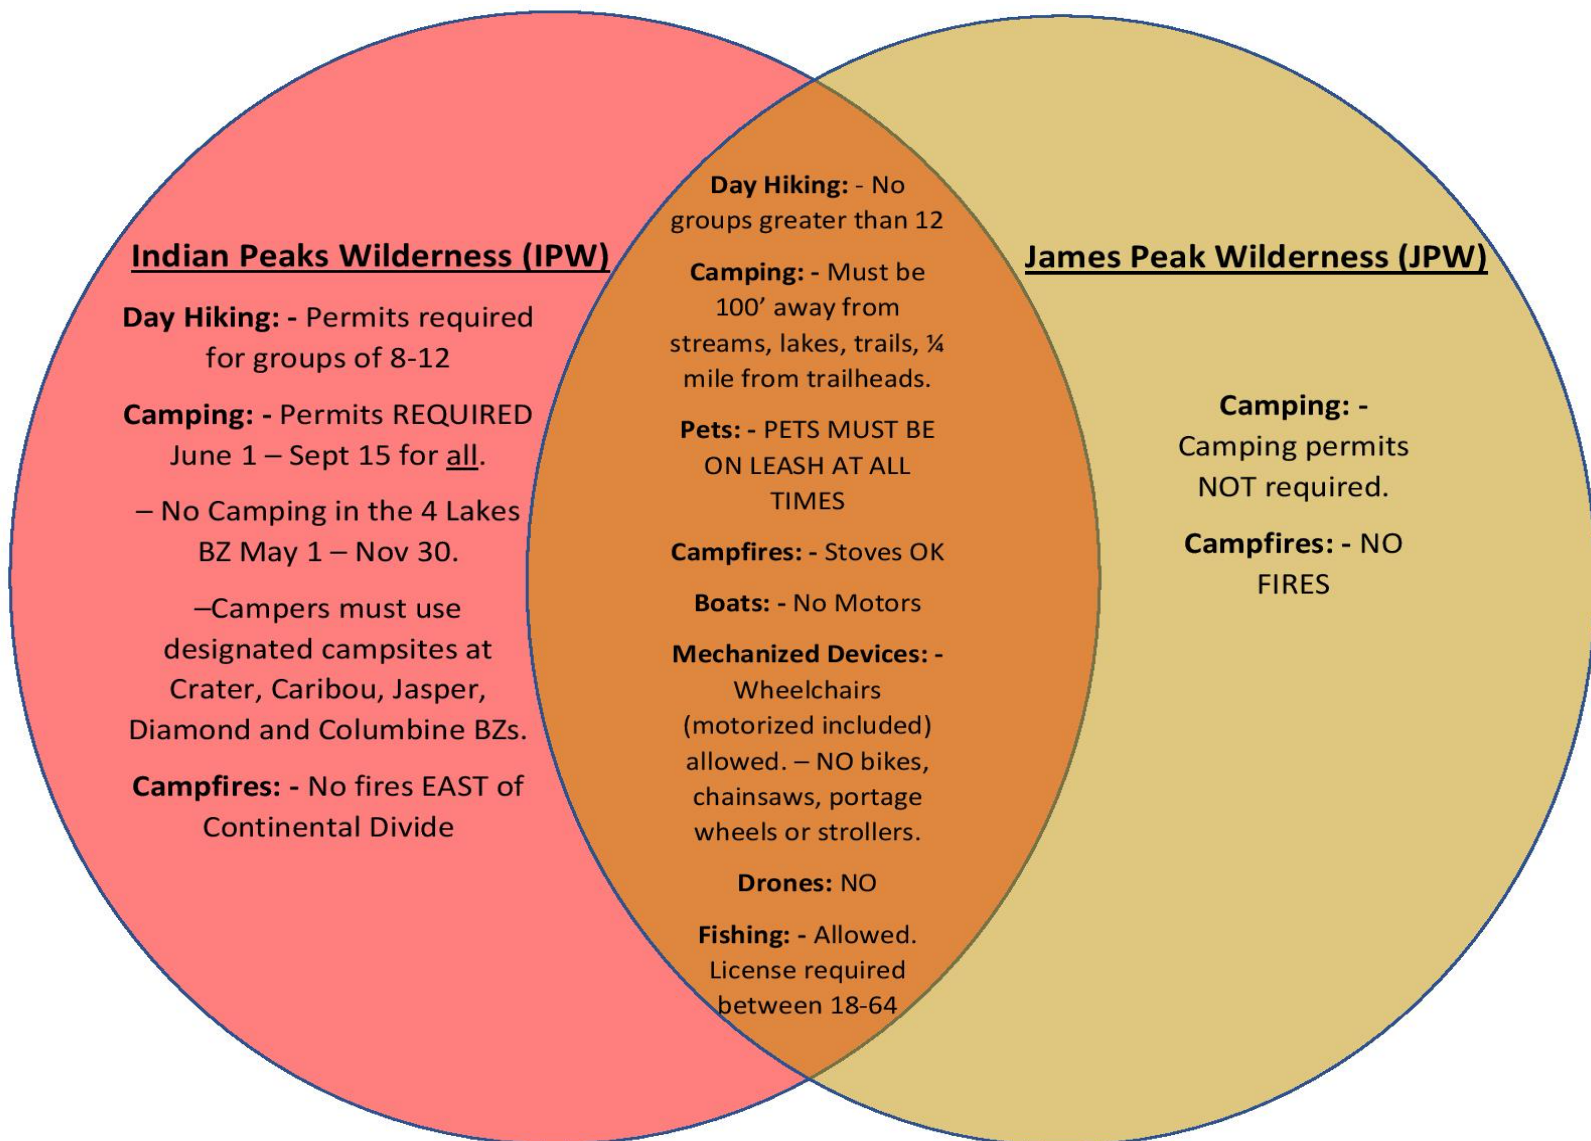 Indian Peaks Wilderness (IPW)
Day Hiking: - Permits required
for groups of 8-12
Camping: - Permits REQUIRED
June 1 – Sept 15 for all.
– No Camping in the 4 Lakes
BZ May 1 – Nov 30.
–Campers must use
designated campsites at
Crater, Caribou, Jasper,
Diamond and Columbine BZs.
Campfires: - No fires EAST of
Continental Divide
Day Hiking: - No
groups greater than 12
Camping: - Must be
100’ away from
streams, lakes, trails, ¼
mile from trailheads.
Pets: - PETS MUST BE
ON LEASH AT ALL
TIMES
Campfires: - Stoves OK
Boats: - No Motors
Mechanized Devices: -
Wheelchairs
(motorized included)
allowed. – NO bikes,
chainsaws, portage
wheels or strollers.
Drones: NO
Fishing: - Allowed.
License required
between 18-64
James Peak Wilderness (JPW)
Camping: -
Camping permits
NOT required.
Campfires: - NO
FIRES